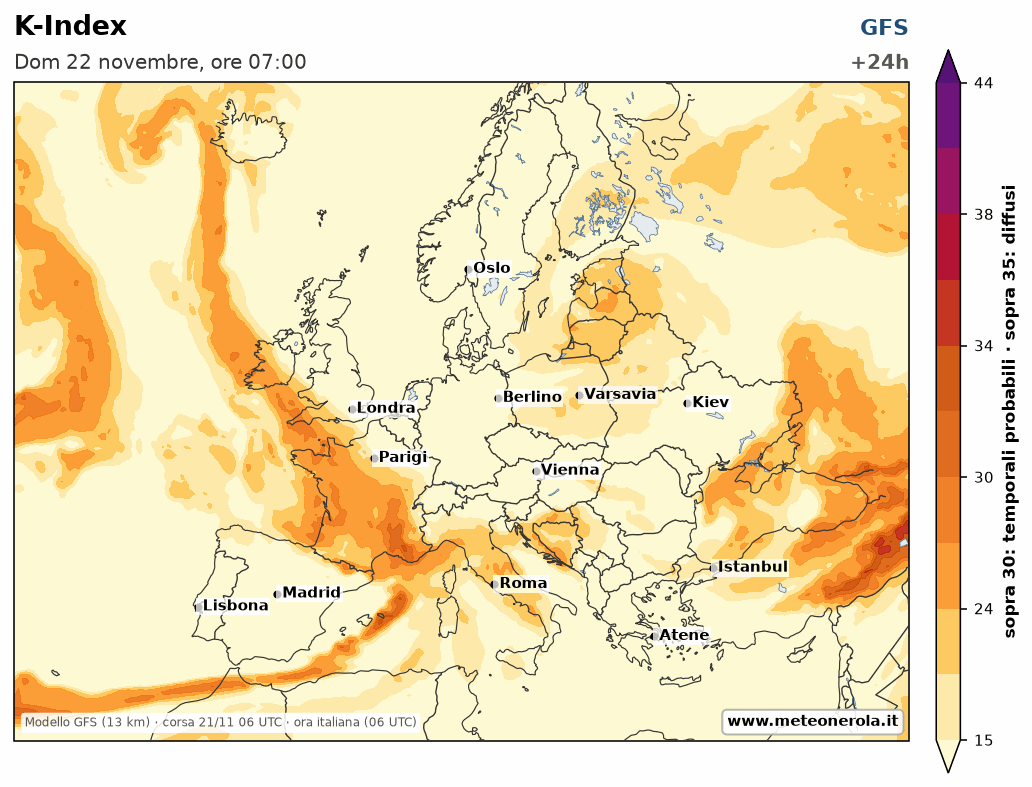 K-Index
GFS
Dom 22 novembre, ore 07:00
+24h
44
38
34
30
24
15
sopra 30: temporali probabili · sopra 35: diffusi
Oslo
Berlino
Varsavia
Kiev
Londra
Parigi
Vienna
Istanbul
Roma
Madrid
Lisbona
Atene
Modello GFS (13 km) · corsa 21/11 06 UTC · ora italiana (06 UTC)
www.meteonerola.it